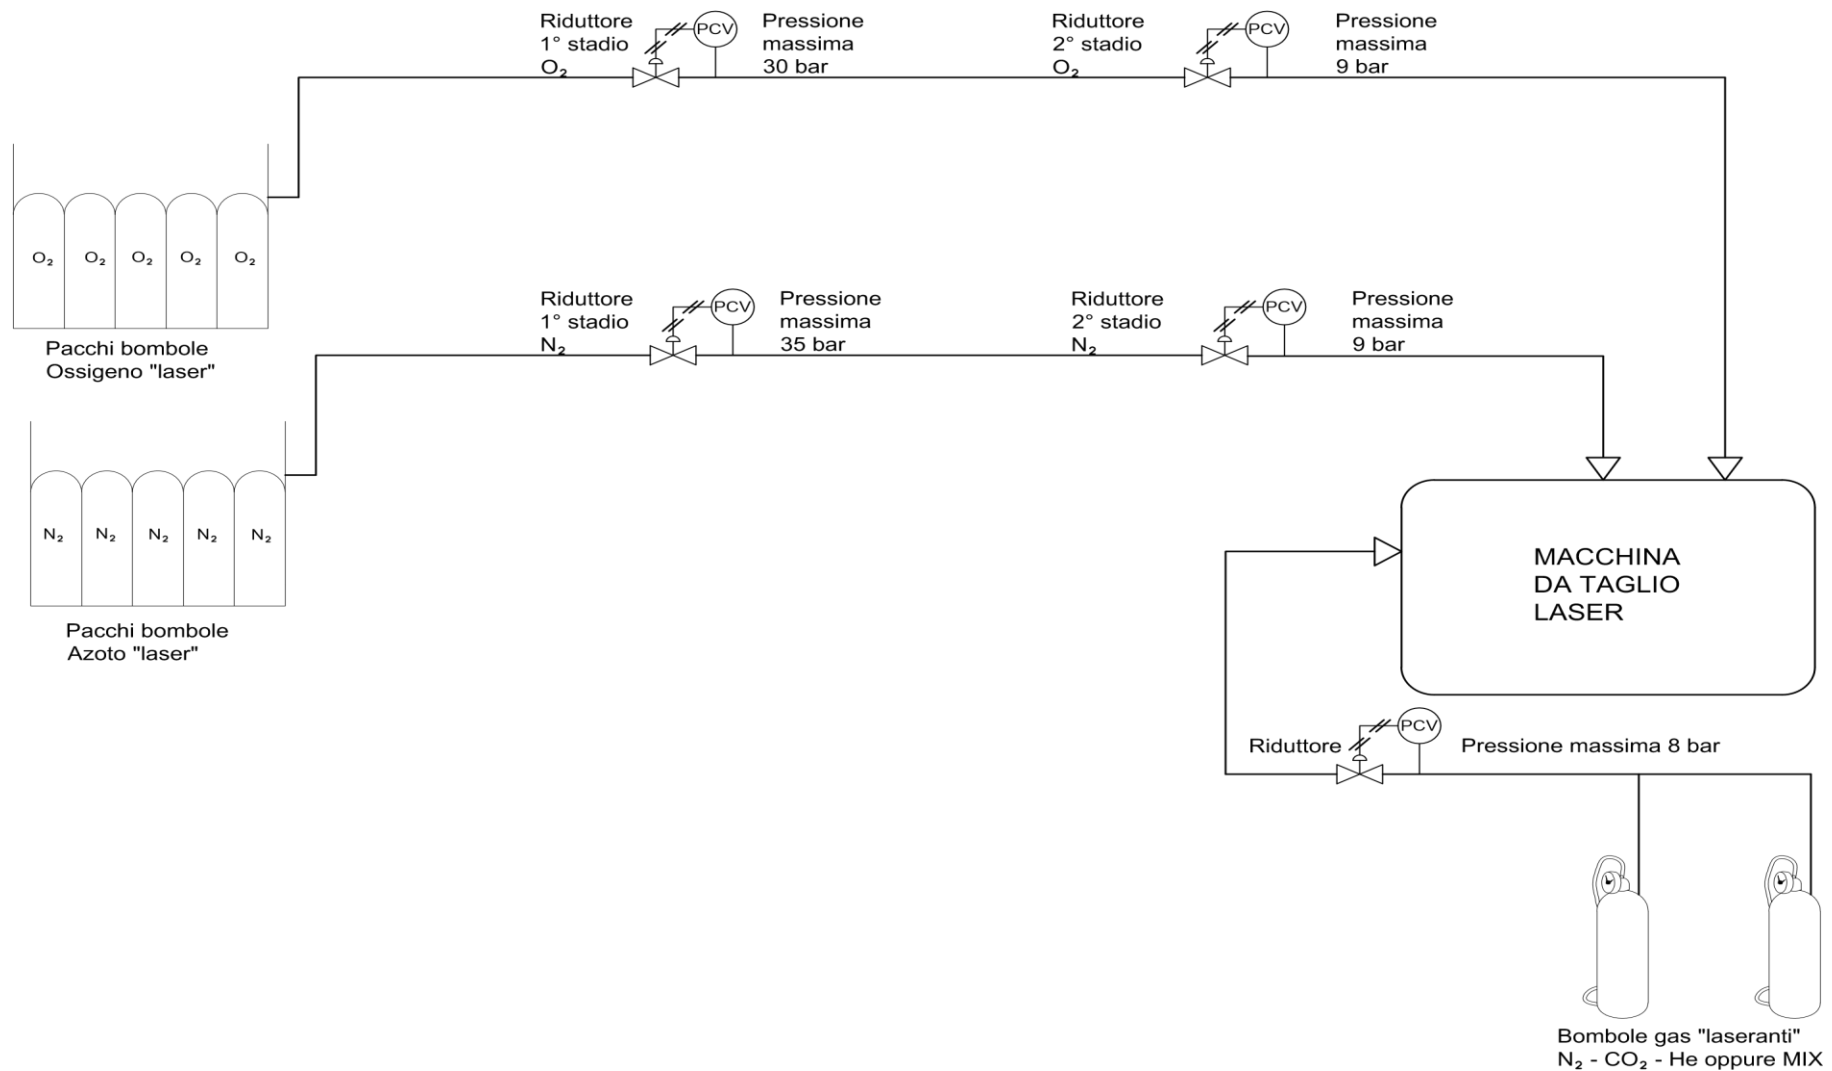 Riduttore
1° stadio
O₂
PCV
Pressione
massima
30 bar
Riduttore
2° stadio
O₂
PCV
Pressione
massima
9 bar
O₂ O₂ O₂ O₂ O₂
Pacchi bombole
Ossigeno "laser"
Riduttore
1° stadio
N₂
PCV
Pressione
massima
35 bar
Riduttore
2° stadio
N₂
PCV
Pressione
massima
9 bar
N₂ N₂ N₂ N₂ N₂
Pacchi bombole
Azoto "laser"
MACCHINA
DA TAGLIO
LASER
Riduttore
PCV
Pressione massima 8 bar
Bombole gas "laseranti"
N₂ - CO₂ - He oppure MIX